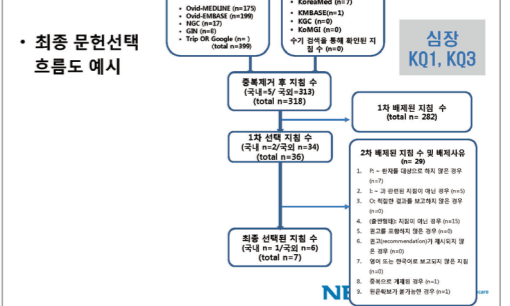 • 최종 문헌선택
흐름도 예시
• Ovid-MEDLINE (n=175)
• Ovid-EMBASE (n=199)
• NGC (n=17)
• GIN (n=8)
• Trip OR Google (n= )
(total n=399)
• KoreaMed (n=7)
KMBASE(n=1)
KGC (n=0)
KoMGI (n=0)
수기 검색을 통해 확인된 지
침 수 (n=0)
심장
KQ1, KQ3
중복제거 후 지침 수
(국내=5/ 국외=313)
(total n=318)
1차 배제된 지침 수
(total n= 282)
1차 선택 지침 수
(국내 n=2/국외 n=34)
(total n=36)
2차 배제된 지침 수 및 배제사유
(n= 29)
1. P: ~ 환자를 대상으로 하지 않은 경우
(n=7)
2. I: ~ 과 관련된 지침이 아닌 경우 (n=5)
3. O: 적절한 결과를 보고하지 않은 경우
(n=0)
4. (출판형태): 지침이 아닌 경우 (n=15)
5. 권고를 포함하지 않은 경우 (n=0)
6. 권고(recommendation)가 제시되지 않
은 경우 (n=0)
7. 영어 또는 한국어로 보고되지 않은 지침
(n=0)
8. 중복으로 게재된 경우 (n=1)
9. 원문확보가 불가능한 경우 (n=1)
최종 선택된 지침 수
(국내 n= 1/국외 n=6)
(total n=7)